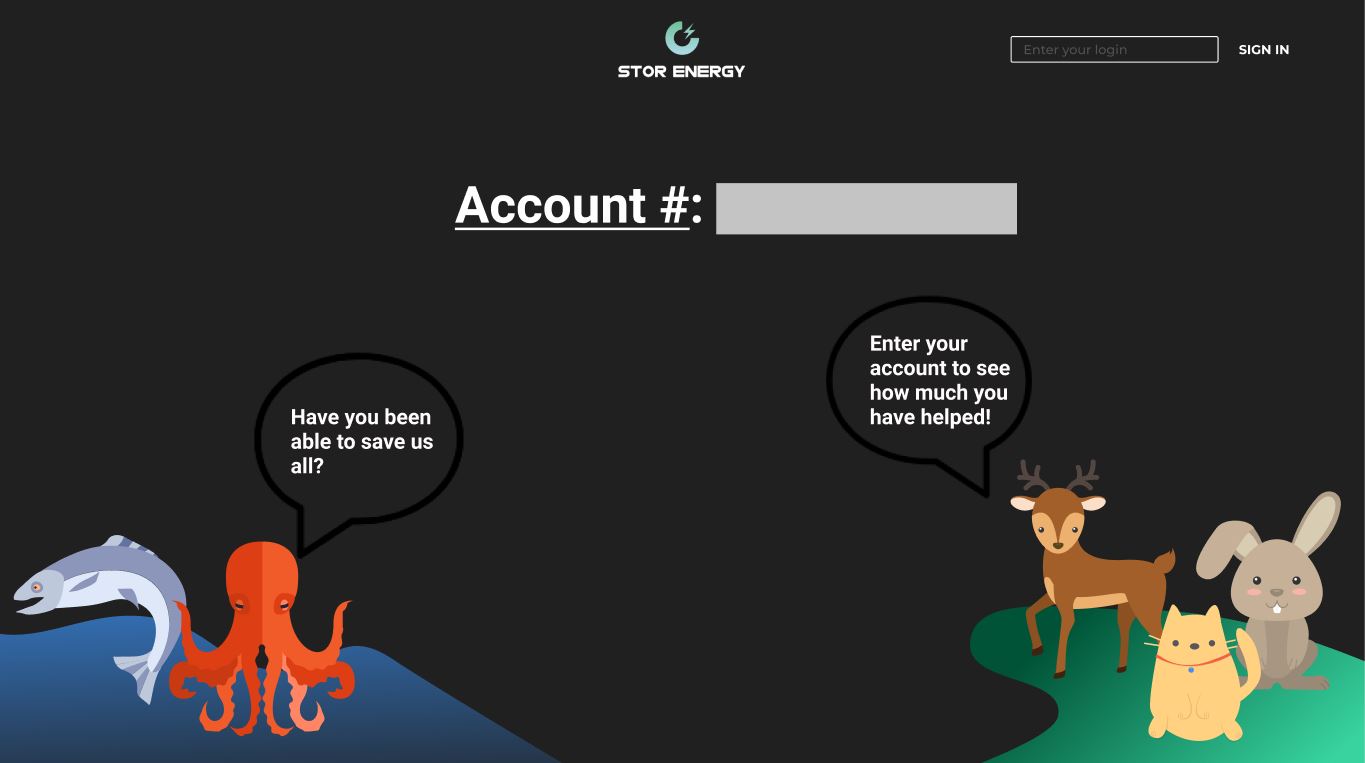 STOR ENERGY
Enter your login
SIGN IN
Account #:
Enter your
account to see
how much you
have helped!
Have you been
able to save us
all?